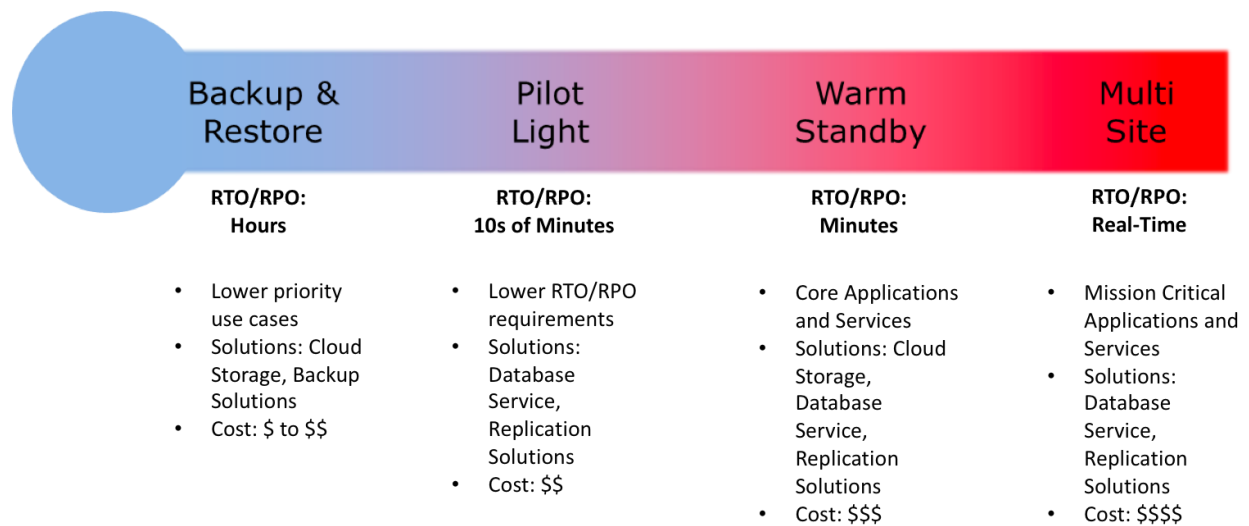 Backup &
Restore
Pilot
Light
Warm
Standby
Multi
Site
RTO/RPO:
Hours
RTO/RPO:
10s of Minutes
RTO/RPO:
Minutes
RTO/RPO:
Real-Time
• Lower priority
use cases
• Solutions: Cloud
Storage, Backup
Solutions
• Cost: $ to $$
• Lower RTO/RPO
requirements
• Solutions:
Database
Service,
Replication
Solutions
• Cost: $$
• Core Applications
and Services
• Solutions: Cloud
Storage,
Database
Service,
Replication
Solutions
• Cost: $$$
• Mission Critical
Applications and
Services
• Solutions:
Database
Service,
Replication
Solutions
• Cost: $$$$